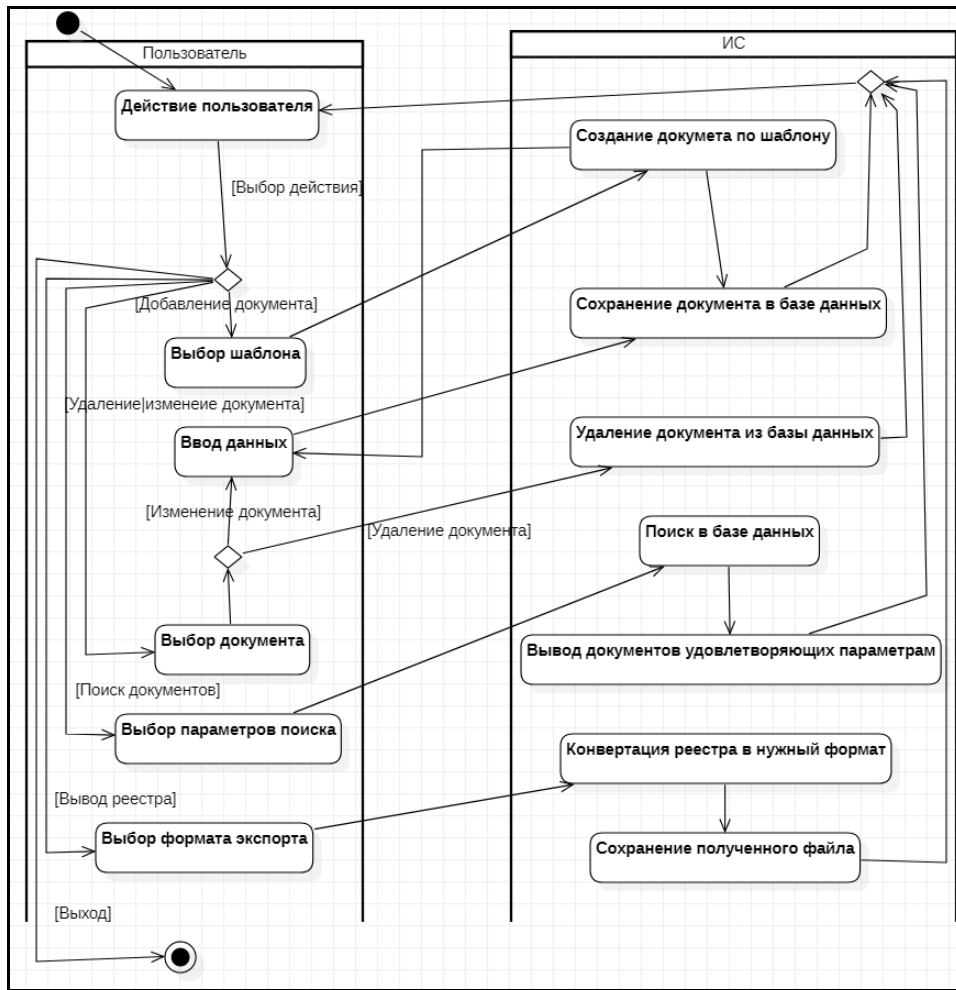 Пользователь
ИС
Действие пользователя
Создание докумета по шаблону
[Выбор действия]
[Добавление документа]
Сохранение документа в базе данных
Выбор шаблона
[Удаление|изменеие документа]
Ввод данных
Удаление документа из базы данных
[Изменение документа]
[Удаление документа]
Поиск в базе данных
Выбор документа
Вывод документов удовлетворяющих параметрам
[Поиск документов]
Выбор параметров поиска
Конвертация реестра в нужный формат
[Вывод реестра]
Выбор формата экспорта
Сохранение полученного файла
[Выход]